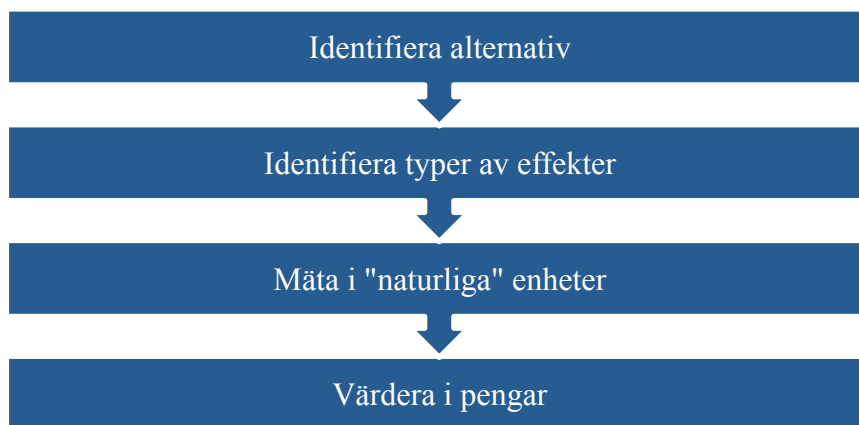 Identifiera alternativ
Identifiera typer av effekter
Mäta i "naturliga" enheter
Värdera i pengar